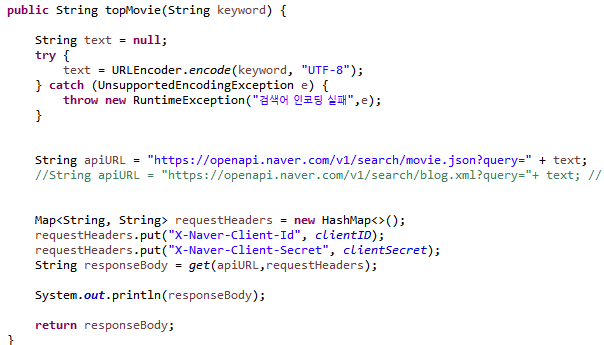 public String topMovie(String keyword) {
String text = null;
try {
text = URLEncoder.encode(keyword, "UTF-8");
} catch (UnsupportedEncodingException e) {
throw new RuntimeException("검색어 인코딩 실패",e);
}
String apiURL = "https://openapi.naver.com/v1/search/movie.json?query=" + text;
//String apiURL = "https://openapi.naver.com/v1/search/blog.xml?query="+ text; //
Map<String, String> requestHeaders = new HashMap<>();
requestHeaders.put("X-Naver-Client-Id", clientID);
requestHeaders.put("X-Naver-Client-Secret", clientSecret);
String responseBody = get(apiURL,requestHeaders);
System.out.println(responseBody);
return responseBody;
}